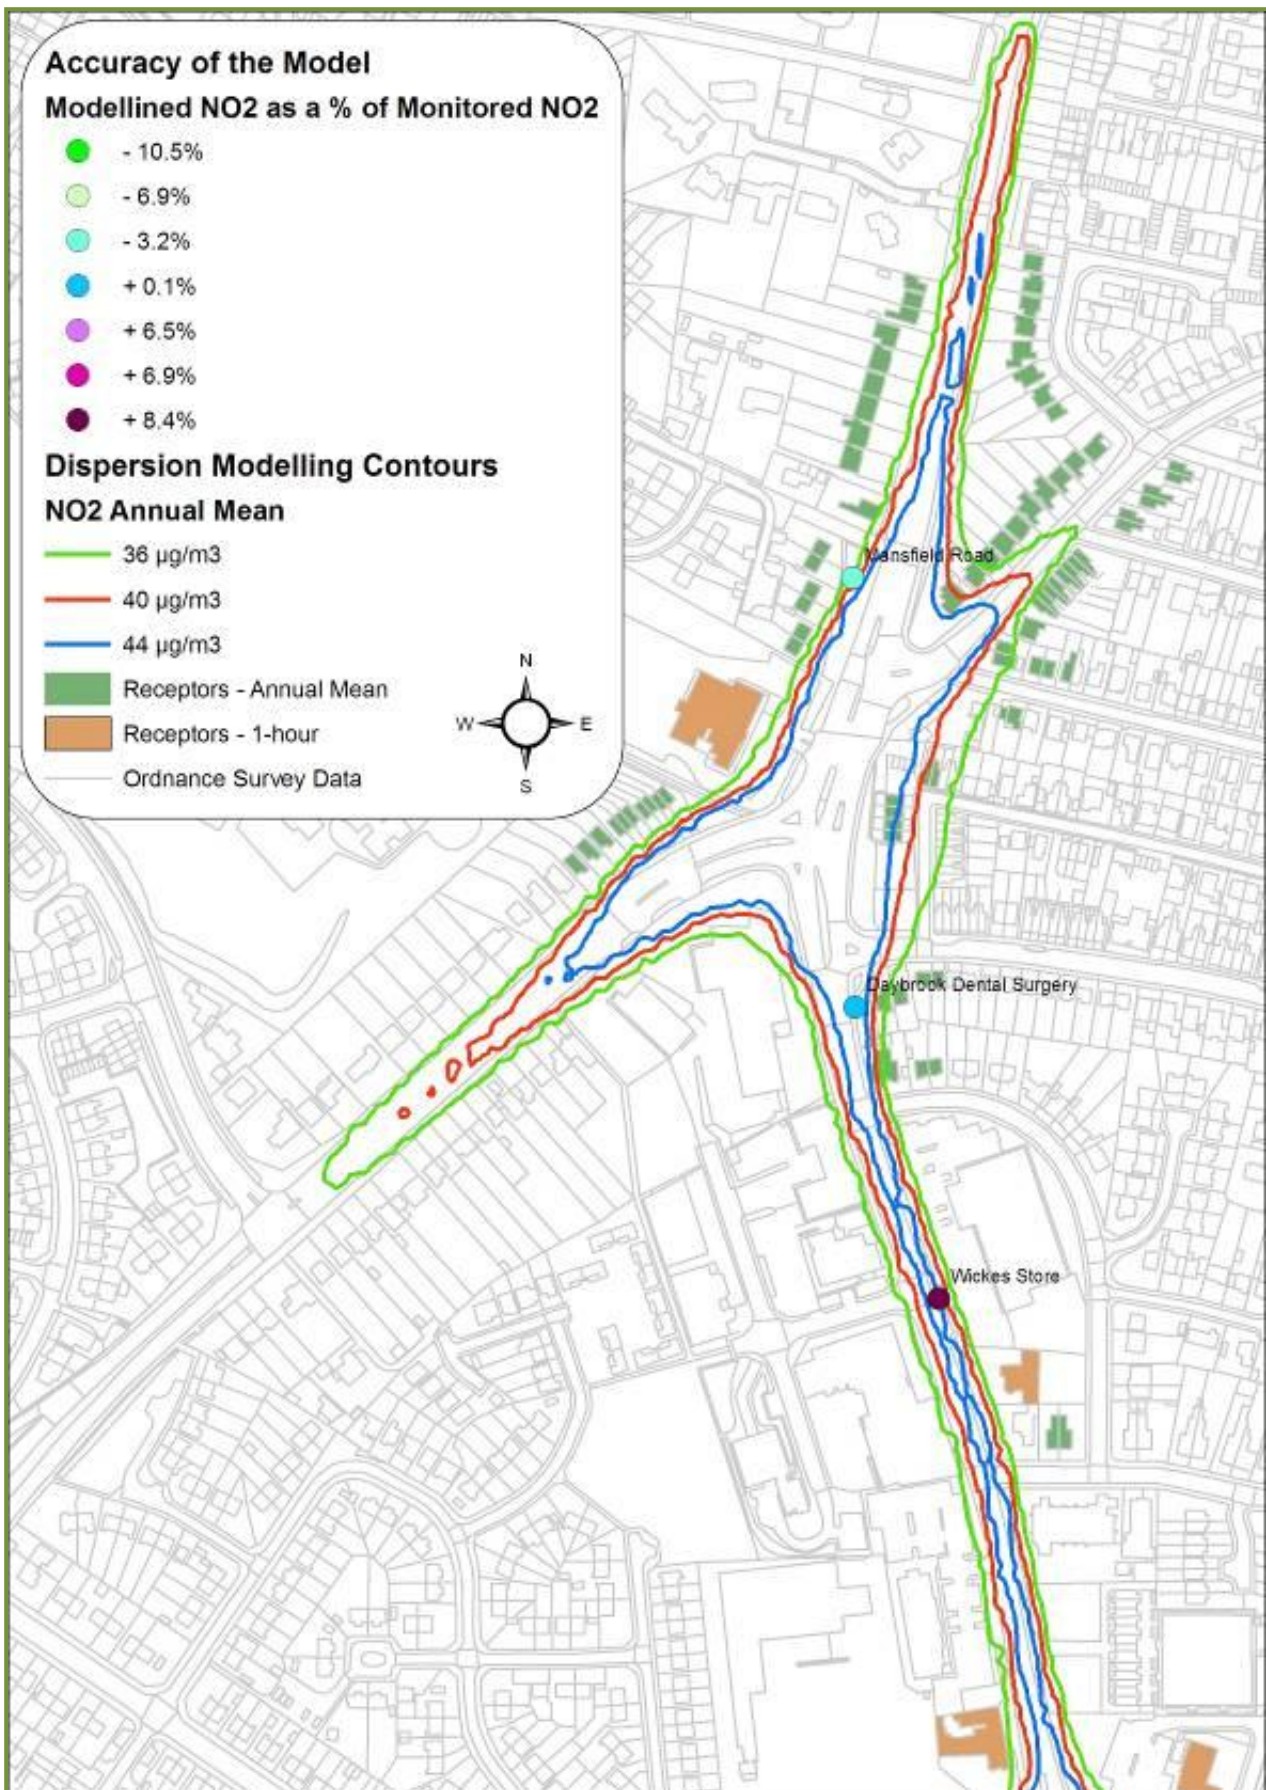 Accuracy of the Model
Modellined NO2 as a % of Monitored NO2
- 10.5%
- 6.9%
- 3.2%
+ 0.1%
+ 6.5%
+ 6.9%
+ 8.4%
Dispersion Modelling Contours
NO2 Annual Mean
36 µg/m3
40 µg/m3
44 µg/m3
Receptors - Annual Mean
Receptors - 1-hour
Ordnance Survey Data
N
W
E
S
Mansfield Road
Daybrook Dental Surgery
Wickes Store